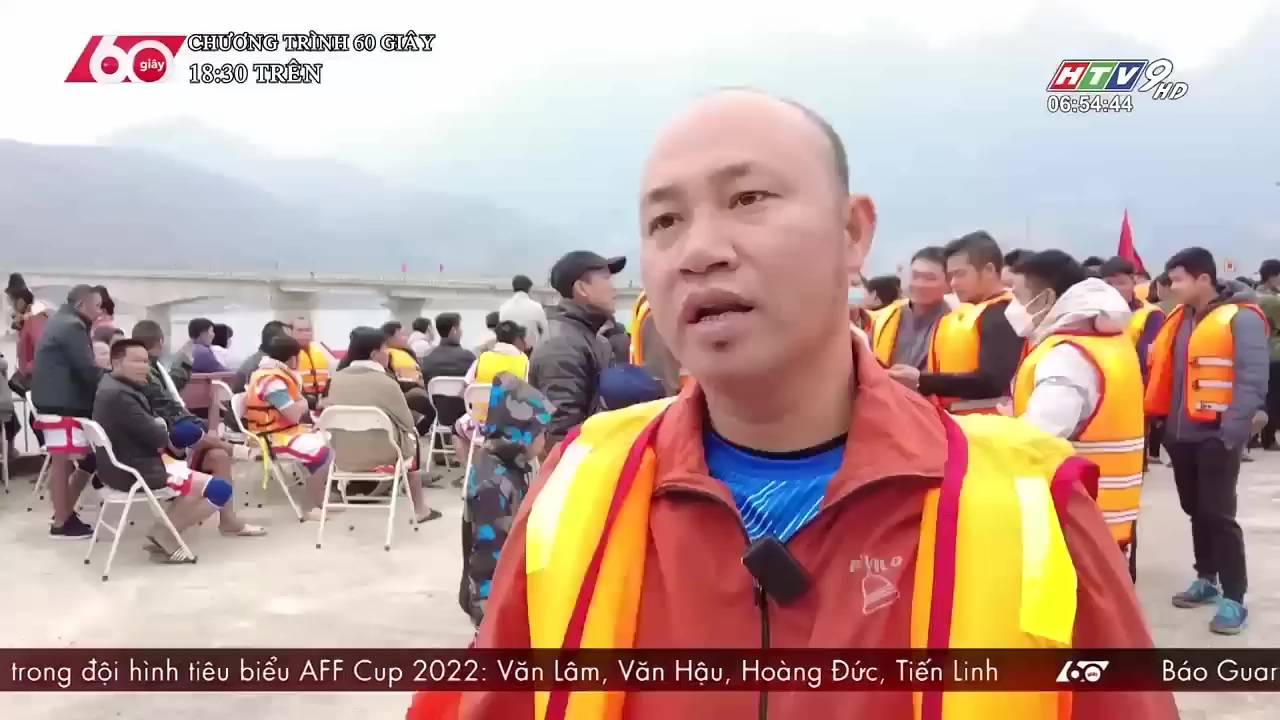 60 giây
CHƯƠNG TRÌNH 60 GIÂY
18:30 TRÊN
HTV9 HD
06:54:44
trong đội hình tiêu biểu AFF Cup 2022: Văn Lâm, Văn Hậu, Hoàng Đức, Tiến Linh 60 giây Báo Guar